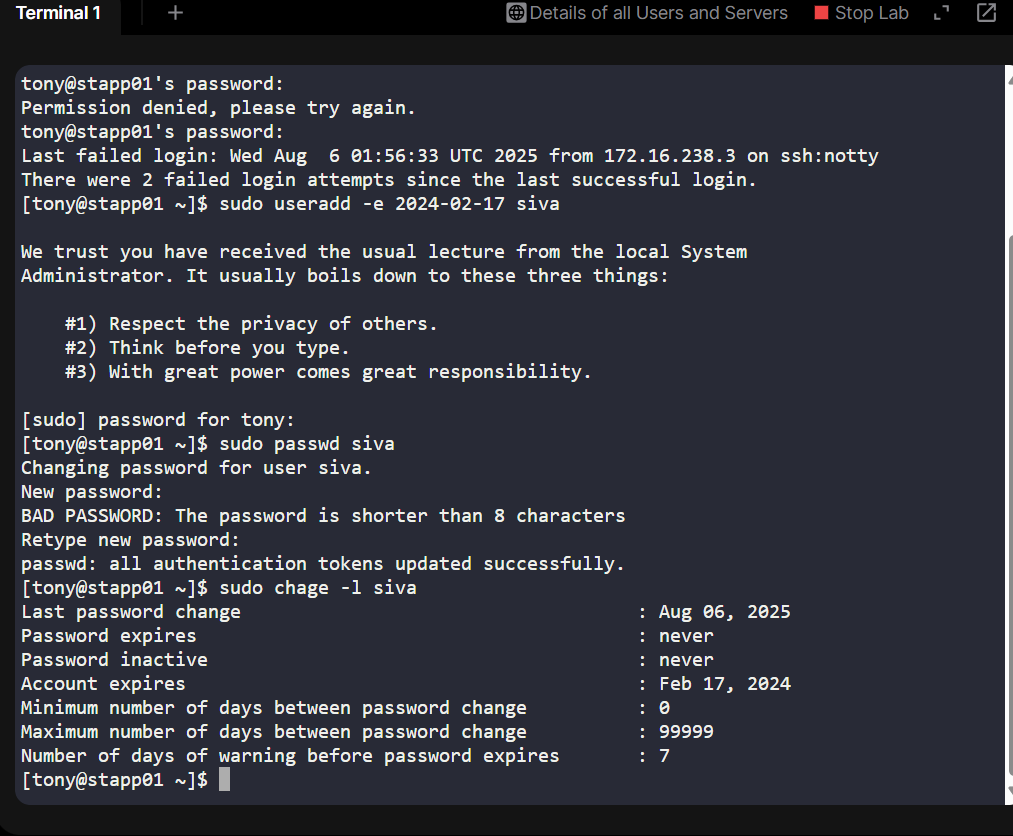 Terminal 1 + Details of all Users and Servers Stop Lab
tony@stapp01's password:
Permission denied, please try again.
tony@stapp01's password:
Last failed login: Wed Aug  6 01:56:33 UTC 2025 from 172.16.238.3 on ssh:notty
There were 2 failed login attempts since the last successful login.
[tony@stapp01 ~]$ sudo useradd -e 2024-02-17 siva

We trust you have received the usual lecture from the local System
Administrator. It usually boils down to these three things:

    #1) Respect the privacy of others.
    #2) Think before you type.
    #3) With great power comes great responsibility.

[sudo] password for tony:
[tony@stapp01 ~]$ sudo passwd siva
Changing password for user siva.
New password:
BAD PASSWORD: The password is shorter than 8 characters
Retype new password:
passwd: all authentication tokens updated successfully.
[tony@stapp01 ~]$ sudo chage -l siva
Last password change                                    : Aug 06, 2025
Password expires                                        : never
Password inactive                                       : never
Account expires                                         : Feb 17, 2024
Minimum number of days between password change          : 0
Maximum number of days between password change          : 99999
Number of days of warning before password expires       : 7
[tony@stapp01 ~]$